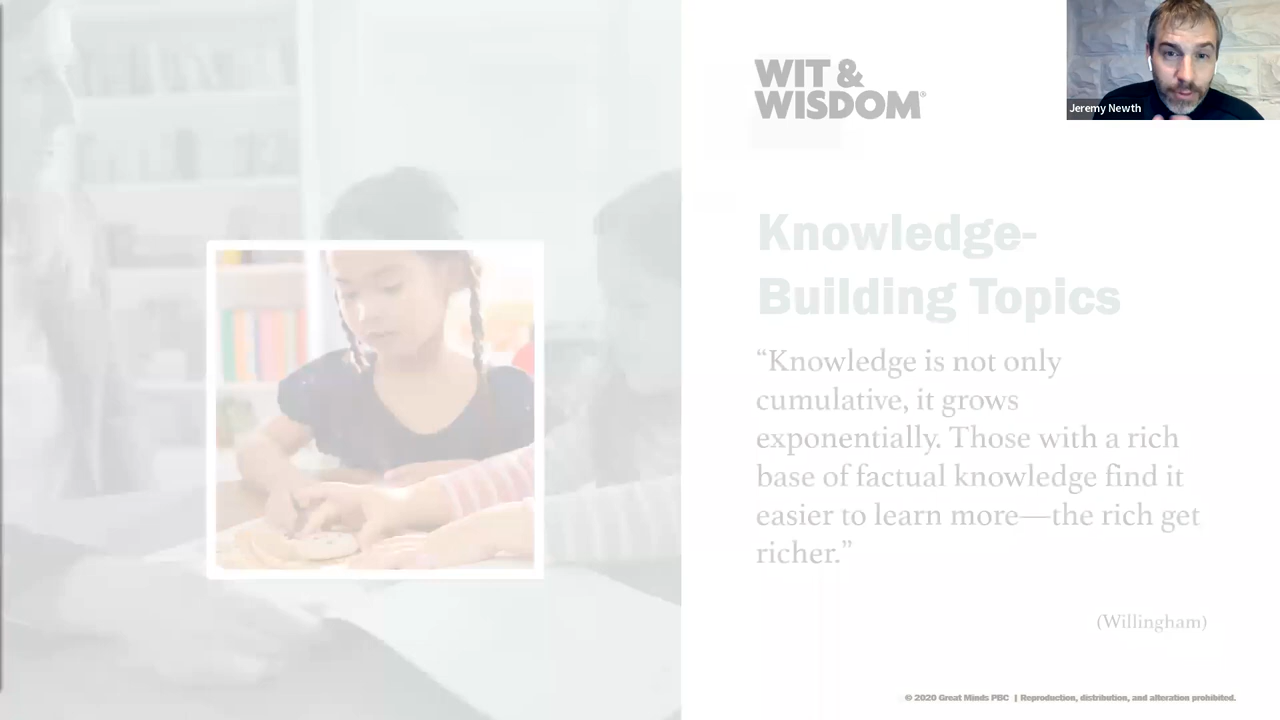 WIT &
WISDOM®
Jeremy Newth
Knowledge-
Building Topics
“Knowledge is not only
cumulative, it grows
exponentially. Those with a rich
base of factual knowledge find it
easier to learn more—the rich get
richer.”
(Willingham)
© 2020 Great Minds PBC | Reproduction, distribution, and alteration prohibited.